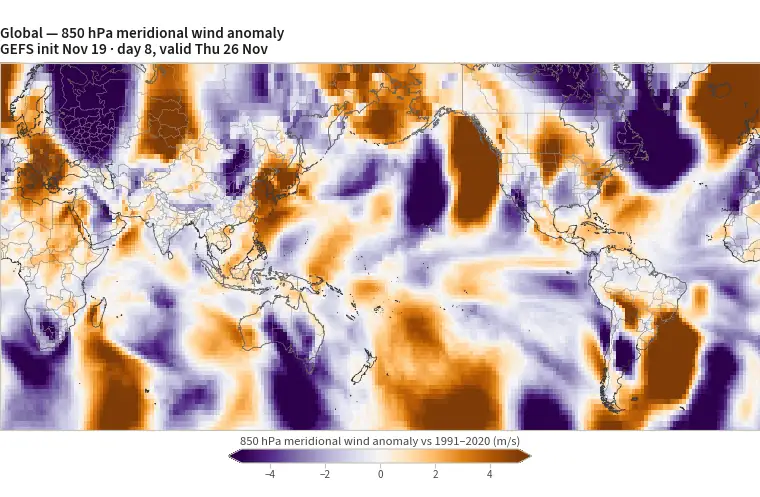 Global — 850 hPa meridional wind anomaly
GEFS init Nov 19 · day 8, valid Thu 26 Nov
850 hPa meridional wind anomaly vs 1991–2020 (m/s)
−4 −2 0 2 4